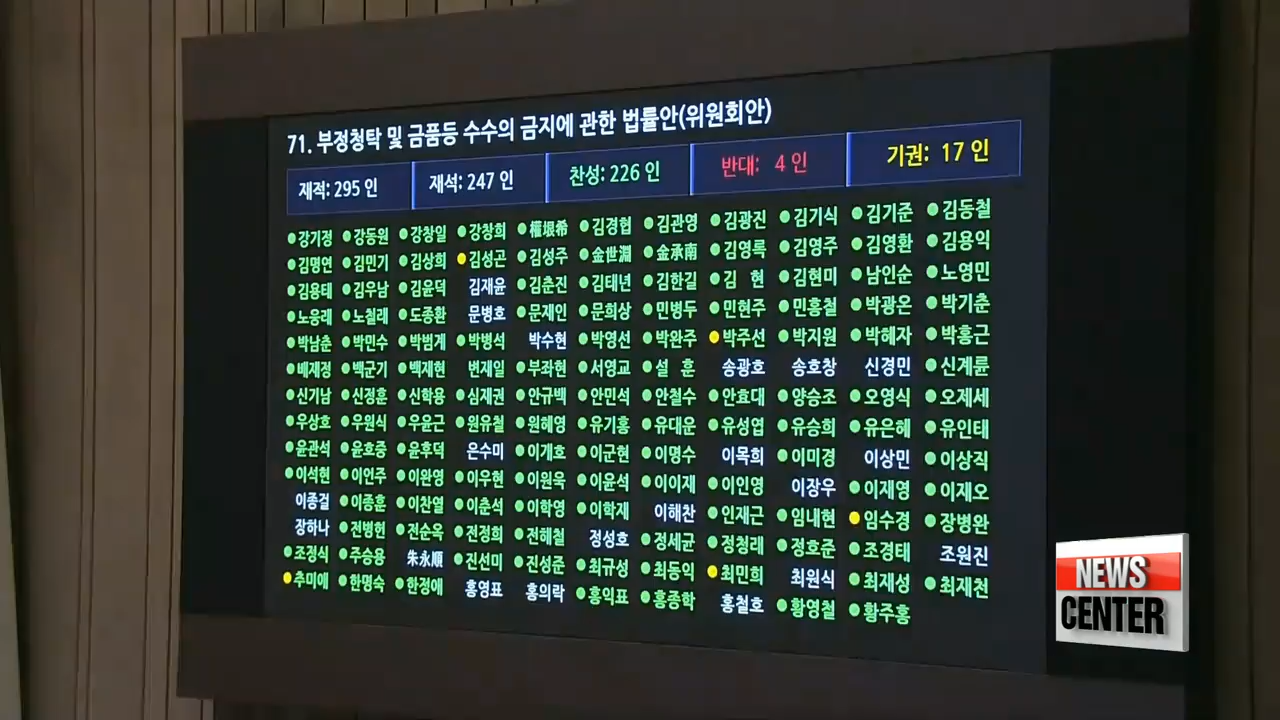 71. 부정청탁 및 금품등 수수의 금지에 관한 법률안(위원회안)
재적: 295 인 재석: 247 인 찬성: 226 인 반대: 4 인 기권: 17 인
강기정 강동원 강창일 강창희 權垠希 김경협 김관영 김광진 김기식 김기준 김동철
김명연 김민기 김상희 김성곤 김성주 金世淵 金承南 김영록 김영주 김영환 김용익
김용태 김우남 김윤덕 김재윤 김춘진 김태년 김한길 김 현 김현미 남인순 노영민
노웅래 노철래 도종환 문병호 문재인 문희상 민병두 민현주 민홍철 박광온 박기춘
박남춘 박민수 박범계 박병석 박수현 박영선 박완주 박주선 박지원 박혜자 박홍근
배재정 백군기 백재현 변재일 부좌현 서영교 설 훈 송광호 송호창 신경민 신계륜
신기남 신정훈 신학용 심재권 안규백 안민석 안철수 안효대 양승조 오영식 오제세
우상호 우원식 우윤근 원유철 원혜영 유기홍 유대운 유성엽 유승희 유은혜 유인태
윤관석 윤호중 윤후덕 은수미 이개호 이군현 이명수 이목희 이미경 이상민 이상직
이석현 이언주 이완영 이우현 이원욱 이윤석 이이재 이인영 이장우 이재영 이재오
이종걸 이종훈 이찬열 이춘석 이학영 이학재 이해찬 인재근 임내현 임수경 장병완
장하나 전병헌 전순옥 전정희 전해철 정성호 정세균 정청래 정호준 조경태 조원진
조정식 주승용 朱永順 진선미 진성준 최규성 최동익 최민희 최원식 최재성 최재천
추미애 한명숙 한정애 홍영표 홍의락 홍익표 홍종학 홍철호 황영철 황주홍
NEWS
CENTER